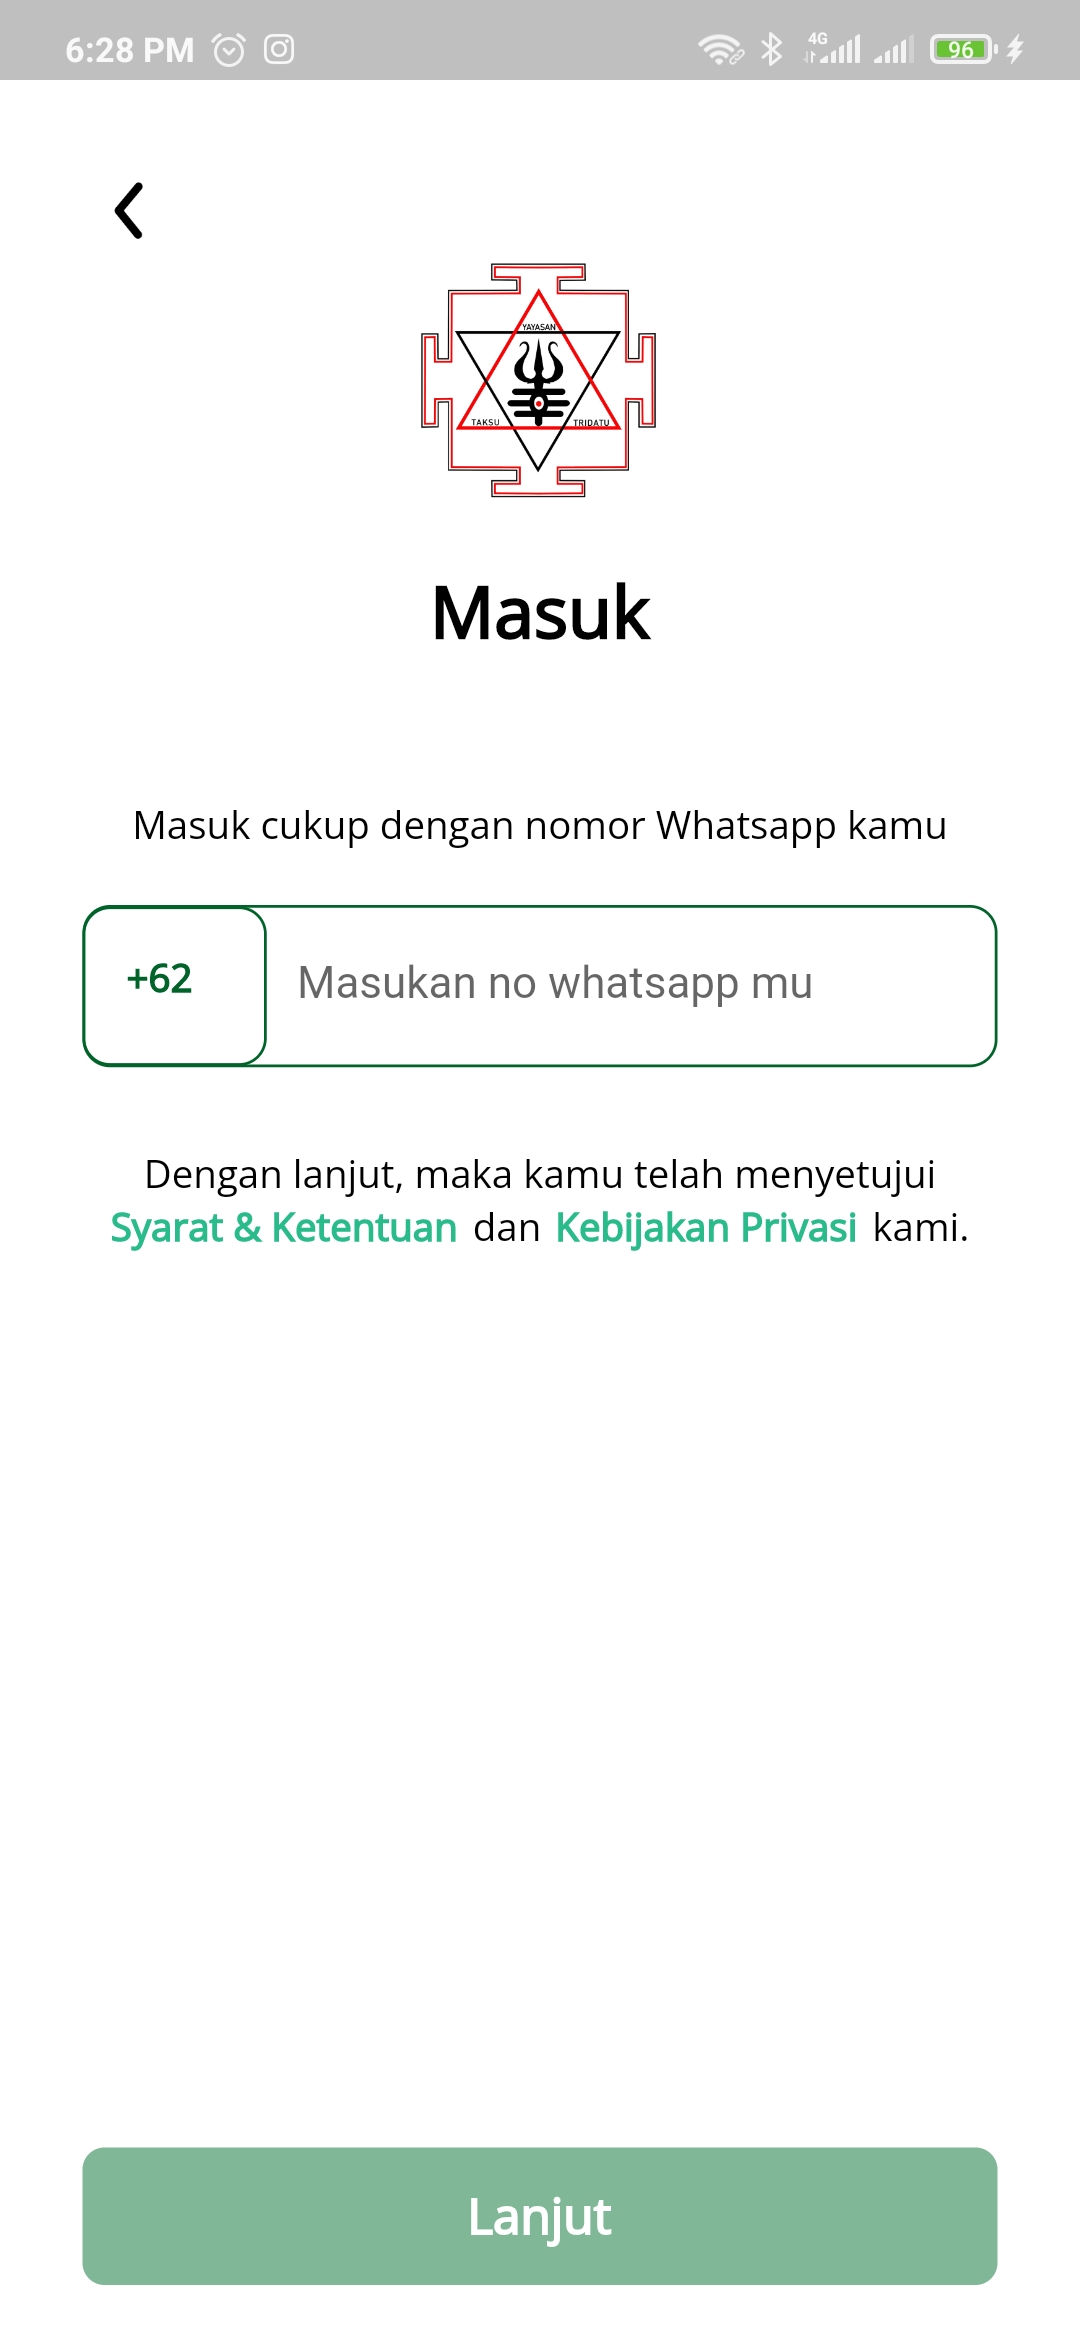 6:28 PM
4G
96
YAYASAN
TAKSU
TRIDATU
Masuk
Masuk cukup dengan nomor Whatsapp kamu
+62
Masukan no whatsapp mu
Dengan lanjut, maka kamu telah menyetujui
Syarat & Ketentuan dan Kebijakan Privasi kami.
Lanjut